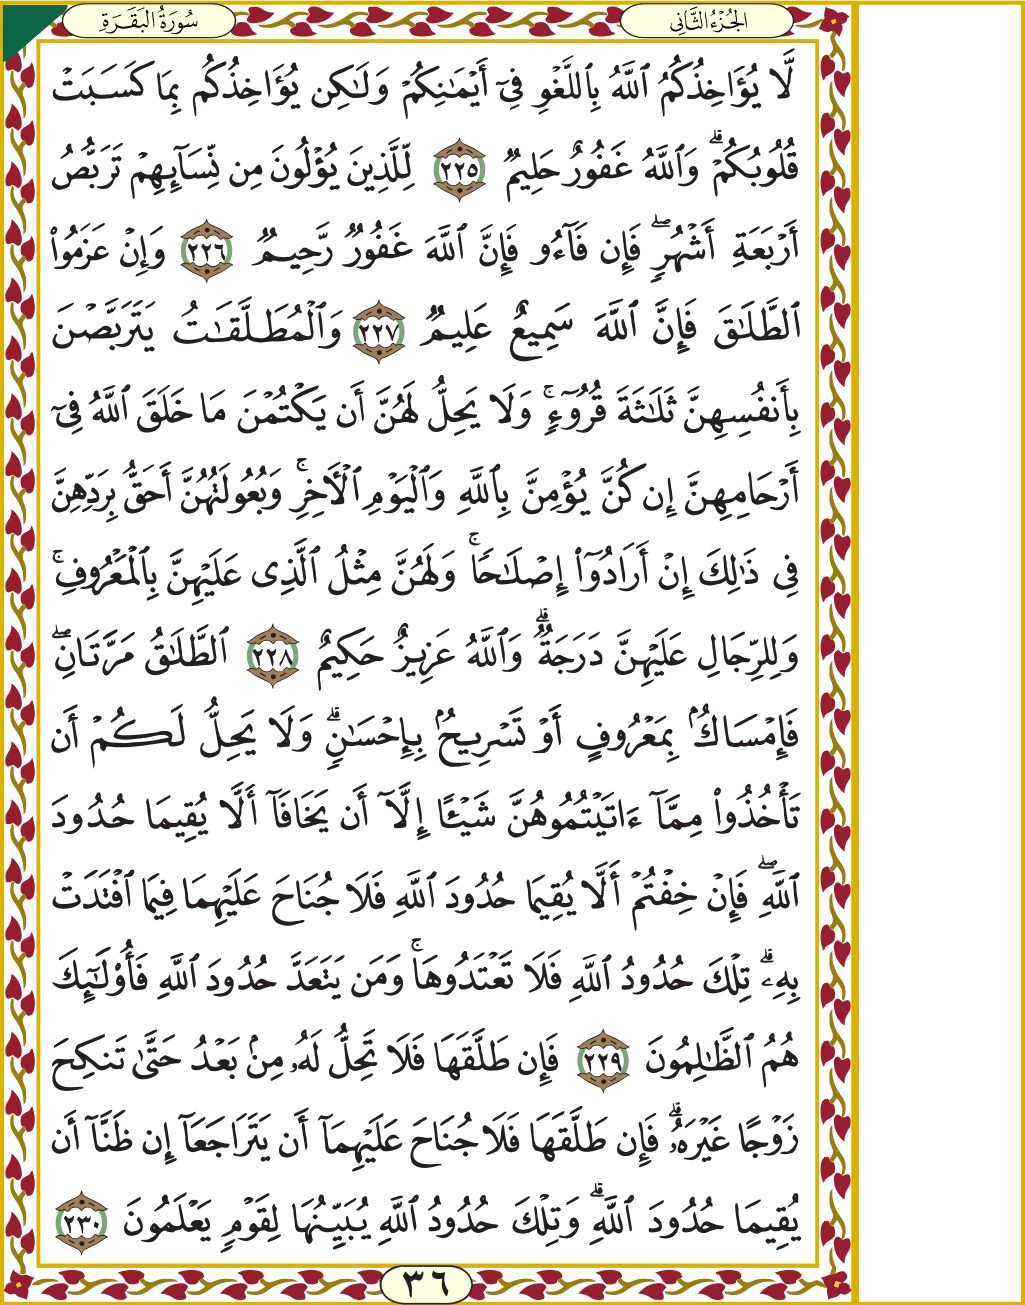 الجُزْءُ الثَّانِي
سُورَةُ البَقَرَةِ
لَّا يُؤَاخِذُكُمُ ٱللَّهُ بِٱللَّغْوِ فِىٓ أَيْمَـٰنِكُمْ وَلَـٰكِن يُؤَاخِذُكُم بِمَا كَسَبَتْ
قُلُوبُكُمْ ۗ وَٱللَّهُ غَفُورٌ حَلِيمٌ ٢٢٥ لِّلَّذِينَ يُؤْلُونَ مِن نِّسَآئِهِمْ تَرَبُّصُ
أَرْبَعَةِ أَشْهُرٍ ۖ فَإِن فَآءُو فَإِنَّ ٱللَّهَ غَفُورٌ رَّحِيمٌ ٢٢٦ وَإِنْ عَزَمُوا۟
ٱلطَّلَـٰقَ فَإِنَّ ٱللَّهَ سَمِيعٌ عَلِيمٌ ٢٢٧ وَٱلْمُطَلَّقَـٰتُ يَتَرَبَّصْنَ
بِأَنفُسِهِنَّ ثَلَـٰثَةَ قُرُوٓءٍ ۚ وَلَا يَحِلُّ لَهُنَّ أَن يَكْتُمْنَ مَا خَلَقَ ٱللَّهُ فِىٓ
أَرْحَامِهِنَّ إِن كُنَّ يُؤْمِنَّ بِٱللَّهِ وَٱلْيَوْمِ ٱلْـَٔاخِرِ ۚ وَبُعُولَتُهُنَّ أَحَقُّ بِرَدِّهِنَّ
فِى ذَٰلِكَ إِنْ أَرَادُوٓا۟ إِصْلَـٰحًا ۚ وَلَهُنَّ مِثْلُ ٱلَّذِى عَلَيْهِنَّ بِٱلْمَعْرُوفِ ۚ
وَلِلرِّجَالِ عَلَيْهِنَّ دَرَجَةٌ ۗ وَٱللَّهُ عَزِيزٌ حَكِيمٌ ٢٢٨ ٱلطَّلَـٰقُ مَرَّتَانِ ۖ
فَإِمْسَاكٌۢ بِمَعْرُوفٍ أَوْ تَسْرِيحٌۢ بِإِحْسَـٰنٍ ۗ وَلَا يَحِلُّ لَكُمْ أَن
تَأْخُذُوا۟ مِمَّآ ءَاتَيْتُمُوهُنَّ شَيْـًٔا إِلَّآ أَن يَخَافَآ أَلَّا يُقِيمَا حُدُودَ
ٱللَّهِ ۖ فَإِنْ خِفْتُمْ أَلَّا يُقِيمَا حُدُودَ ٱللَّهِ فَلَا جُنَاحَ عَلَيْهِمَا فِيمَا ٱفْتَدَتْ
بِهِۦ ۗ تِلْكَ حُدُودُ ٱللَّهِ فَلَا تَعْتَدُوهَا ۚ وَمَن يَتَعَدَّ حُدُودَ ٱللَّهِ فَأُو۟لَـٰٓئِكَ
هُمُ ٱلظَّـٰلِمُونَ ٢٢٩ فَإِن طَلَّقَهَا فَلَا تَحِلُّ لَهُۥ مِنۢ بَعْدُ حَتَّىٰ تَنكِحَ
زَوْجًا غَيْرَهُۥ ۗ فَإِن طَلَّقَهَا فَلَا جُنَاحَ عَلَيْهِمَآ أَن يَتَرَاجَعَآ إِن ظَنَّآ أَن
يُقِيمَا حُدُودَ ٱللَّهِ ۗ وَتِلْكَ حُدُودُ ٱللَّهِ يُبَيِّنُهَا لِقَوْمٍ يَعْلَمُونَ ٢٣٠
٣٦